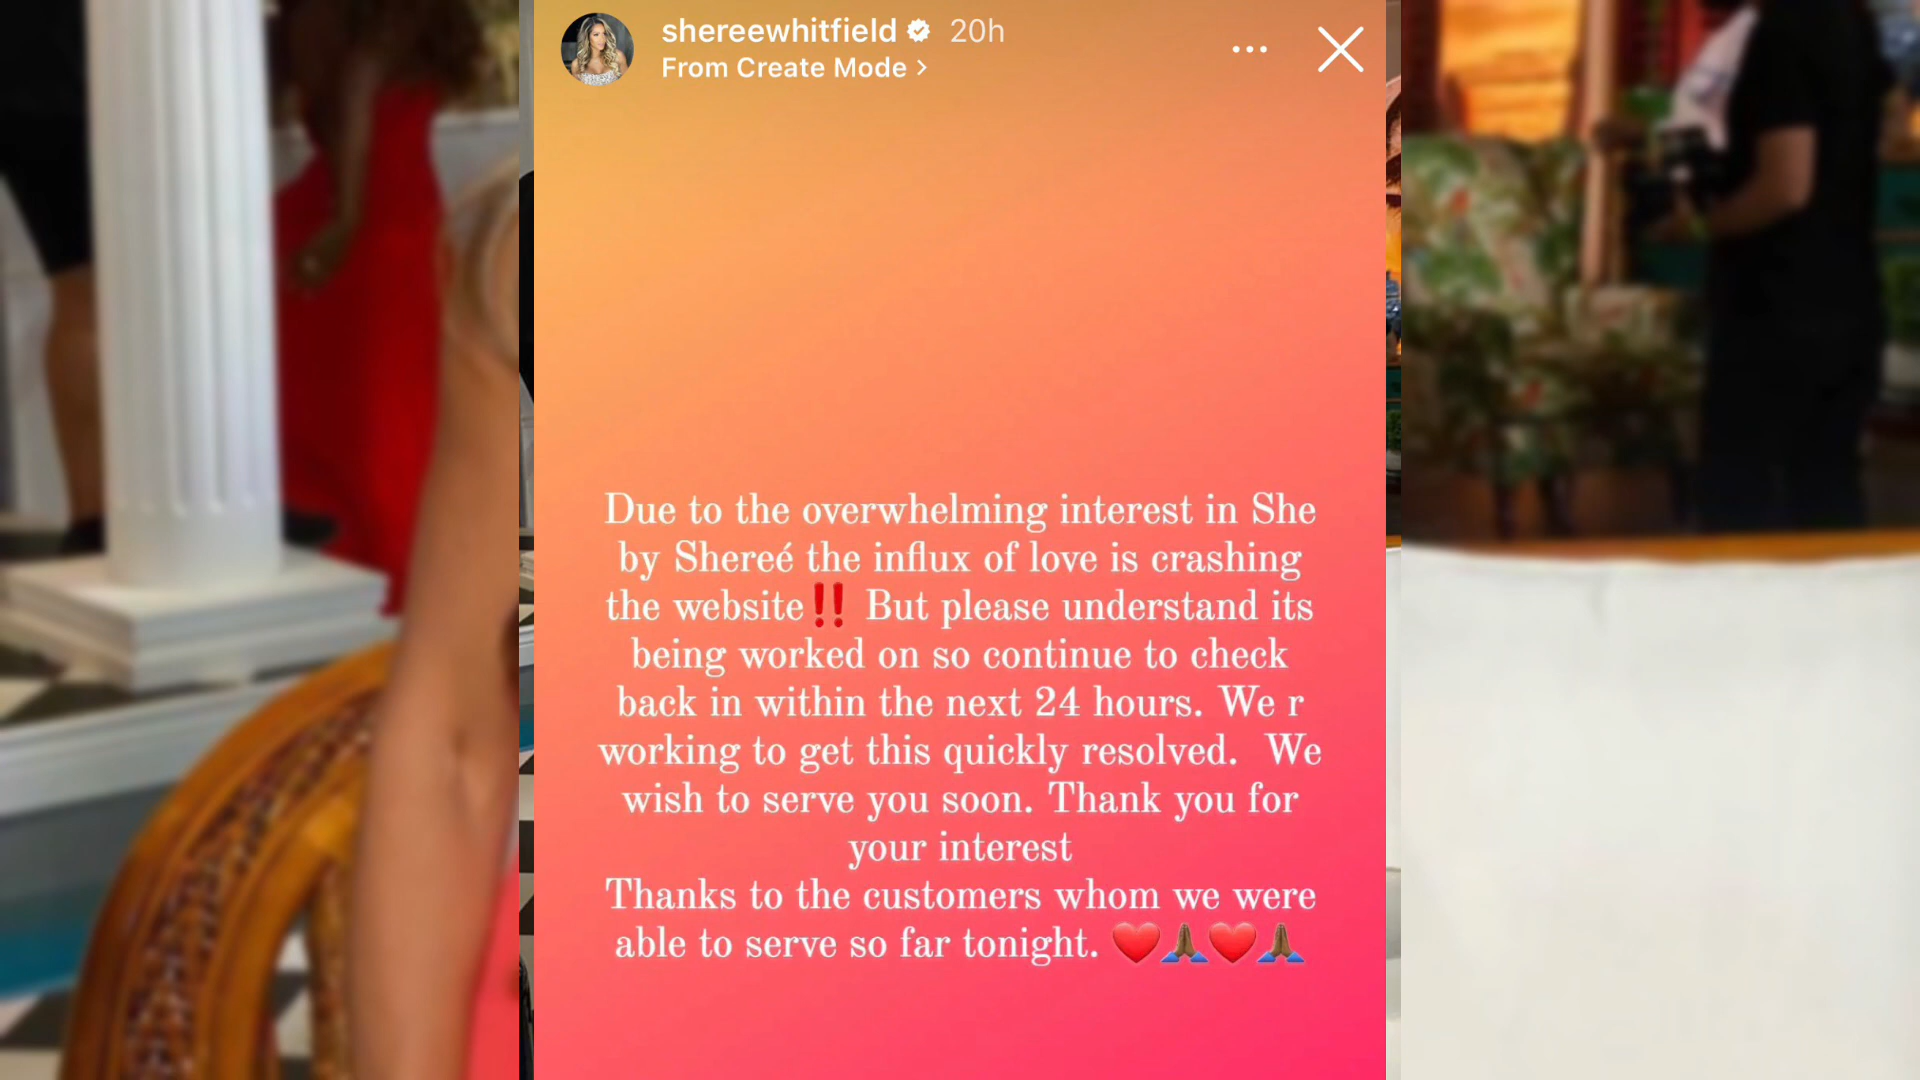 shereewhitfield 20h
From Create Mode >
Due to the overwhelming interest in She
by Shereé the influx of love is crashing
the website‼️ But please understand its
being worked on so continue to check
back in within the next 24 hours. We r
working to get this quickly resolved.  We
wish to serve you soon. Thank you for
your interest
Thanks to the customers whom we were
able to serve so far tonight. ❤️🙏🏾❤️🙏🏾